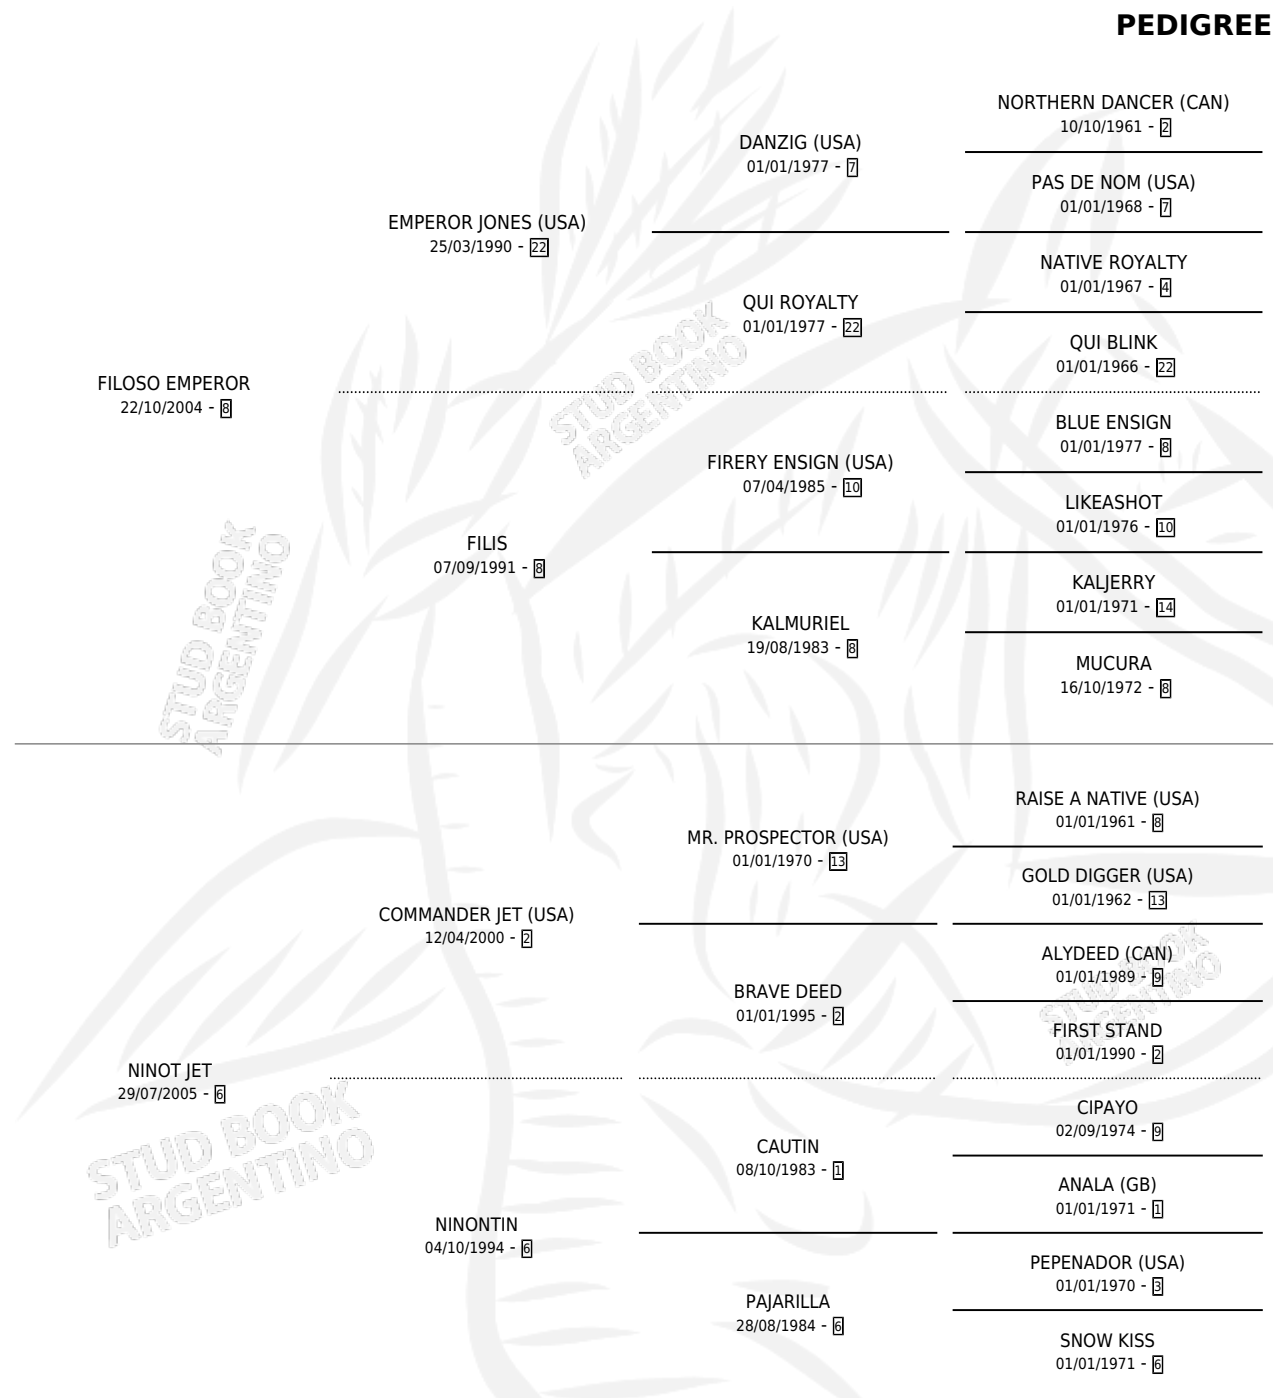 PEDIGREE
NORTHERN DANCER (CAN)
10/10/1961 - 2
DANZIG (USA)
01/01/1977 - 7
PAS DE NOM (USA)
01/01/1968 - 7
EMPEROR JONES (USA)
25/03/1990 - 22
NATIVE ROYALTY
01/01/1967 - 4
QUI ROYALTY
01/01/1977 - 22
QUI BLINK
01/01/1966 - 22
FILOSO EMPEROR
22/10/2004 - 8
BLUE ENSIGN
01/01/1977 - 8
FIRERY ENSIGN (USA)
07/04/1985 - 10
LIKEASHOT
01/01/1976 - 10
FILIS
07/09/1991 - 8
KALJERRY
01/01/1971 - 14
KALMURIEL
19/08/1983 - 8
MUCURA
16/10/1972 - 8
RAISE A NATIVE (USA)
01/01/1961 - 8
MR. PROSPECTOR (USA)
01/01/1970 - 13
GOLD DIGGER (USA)
01/01/1962 - 13
COMMANDER JET (USA)
12/04/2000 - 2
ALYDEED (CAN)
01/01/1989 - 9
BRAVE DEED
01/01/1995 - 2
FIRST STAND
01/01/1990 - 2
NINOT JET
29/07/2005 - 6
CIPAYO
02/09/1974 - 9
CAUTIN
08/10/1983 - 1
ANALA (GB)
01/01/1971 - 1
NINONTIN
04/10/1994 - 6
PEPENADOR (USA)
01/01/1970 - 3
PAJARILLA
28/08/1984 - 6
SNOW KISS
01/01/1971 - 6
STUD BOOK
ARGENTINO
STUD BOOK
ARGENTINO
STUD BOOK
ARGENTINO
STUD BOOK
ARGENTINO